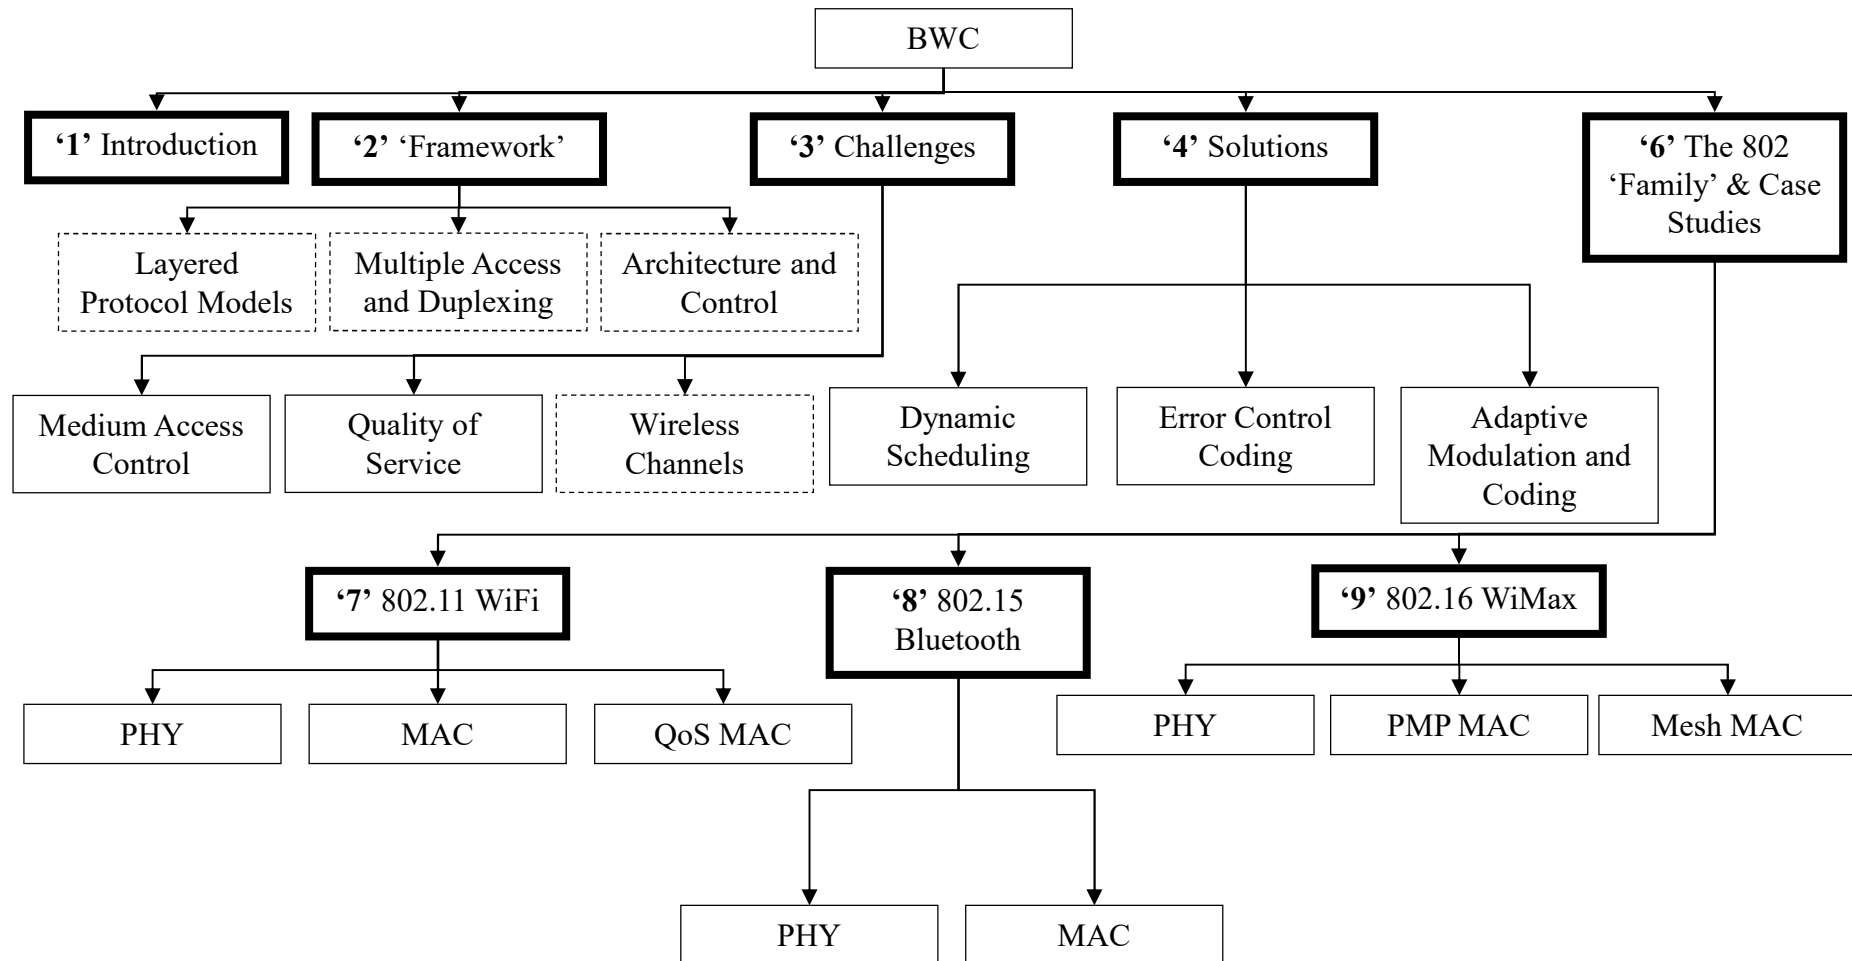 BWC
‘1’ Introduction
‘2’ ‘Framework’
‘3’ Challenges
‘4’ Solutions
‘6’ The 802
‘Family’ & Case
Studies
Layered
Protocol Models
Multiple Access
and Duplexing
Architecture and
Control
Medium Access
Control
Quality of
Service
Wireless
Channels
Dynamic
Scheduling
Error Control
Coding
Adaptive
Modulation and
Coding
‘7’ 802.11 WiFi
‘8’ 802.15
Bluetooth
‘9’ 802.16 WiMax
PHY
MAC
QoS MAC
PHY
PMP MAC
Mesh MAC
PHY
MAC